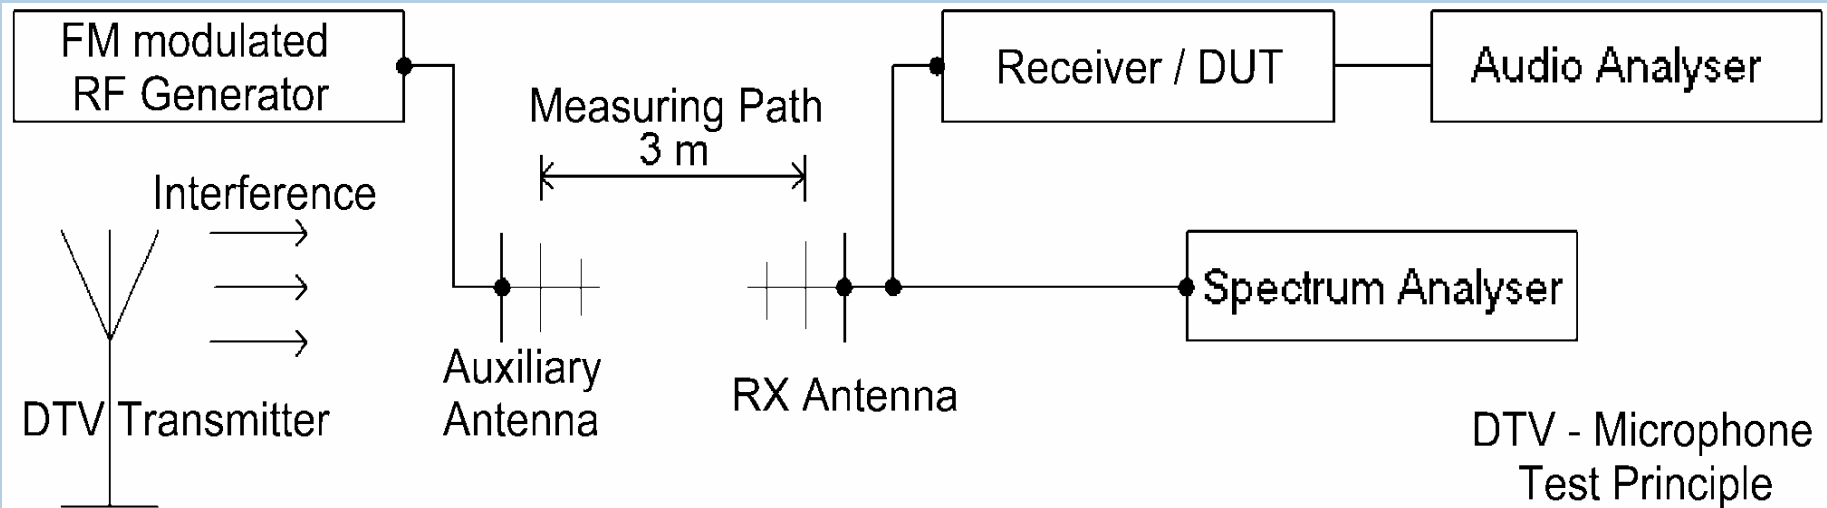 FM modulated
RF Generator
Measuring Path
3 m
Receiver / DUT
Audio Analyser
Interference
Spectrum Analyser
Auxiliary
Antenna
RX Antenna
DTV Transmitter
DTV - Microphone
Test Principle